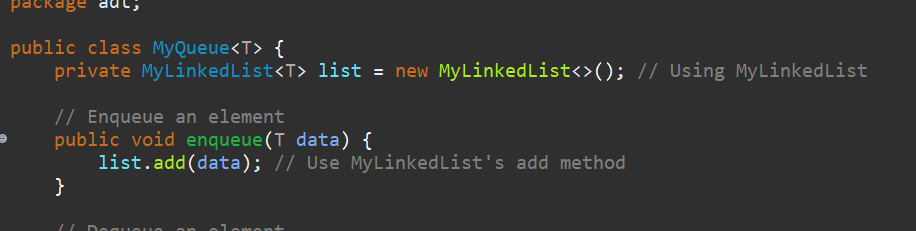 package adt;
public class MyQueue<T> {
private MyLinkedList<T> list = new MyLinkedList<>(); // Using MyLinkedList
// Enqueue an element
public void enqueue(T data) {
list.add(data); // Use MyLinkedList's add method
}
// Dequeue an element